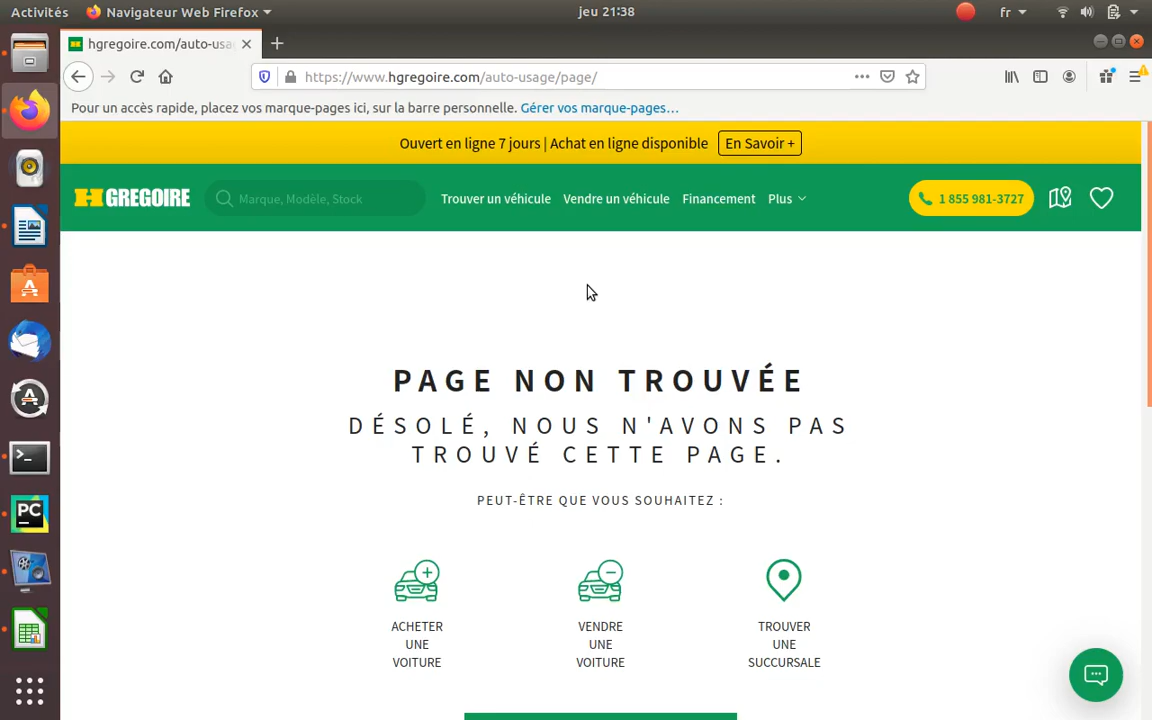 Activités
Navigateur Web Firefox
jeu 21:38
fr
hgregoire.com/auto-usa
https://www.hgregoire.com/auto-usage/page/
Pour un accès rapide, placez vos marque-pages ici, sur la barre personnelle. Gérer vos marque-pages…
Ouvert en ligne 7 jours | Achat en ligne disponible
En Savoir +
H GREGOIRE
Marque, Modèle, Stock
Trouver un véhicule
Vendre un véhicule
Financement
Plus
1 855 981-3727
PAGE NON TROUVÉE
DÉSOLÉ, NOUS N'AVONS PAS
TROUVÉ CETTE PAGE.
PEUT-ÊTRE QUE VOUS SOUHAITEZ :
ACHETER
UNE
VOITURE
VENDRE
UNE
VOITURE
TROUVER
UNE
SUCCURSALE
PC